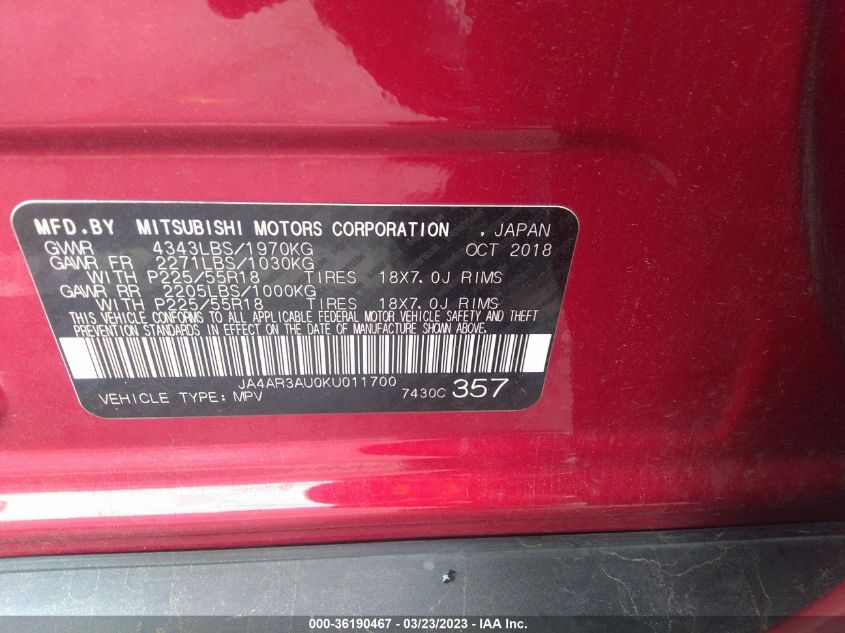 MFD.BY MITSUBISHI MOTORS CORPORATION . JAPAN
GVWR 4343LBS/1970KG OCT 2018
GAWR FR 2271LBS/1030KG
WITH P225/55R18 TIRES 18X7.0J RIMS
GAWR RR 2205LBS/1000KG
WITH P225/55R18 TIRES 18X7.0J RIMS
THIS VEHICLE CONFORMS TO ALL APPLICABLE FEDERAL MOTOR VEHICLE SAFETY AND THEFT
PREVENTION STANDARDS IN EFFECT ON THE DATE OF MANUFACTURE SHOWN ABOVE.
JA4AR3AU0KU011700
VEHICLE TYPE: MPV 7430C 357
000-36190467 - 03/23/2023 - IAA Inc.